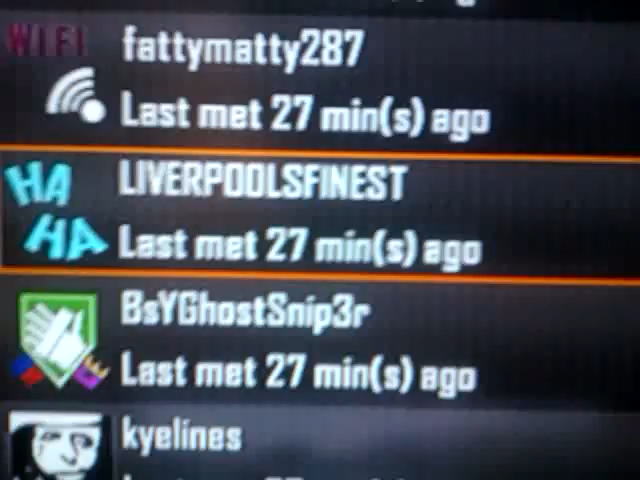 WIFI
fattymatty287
Last met 27 min(s) ago
HA
HA
LIVERPOOLSFINEST
Last met 27 min(s) ago
BsYGhostSnip3r
Last met 27 min(s) ago
kyelines